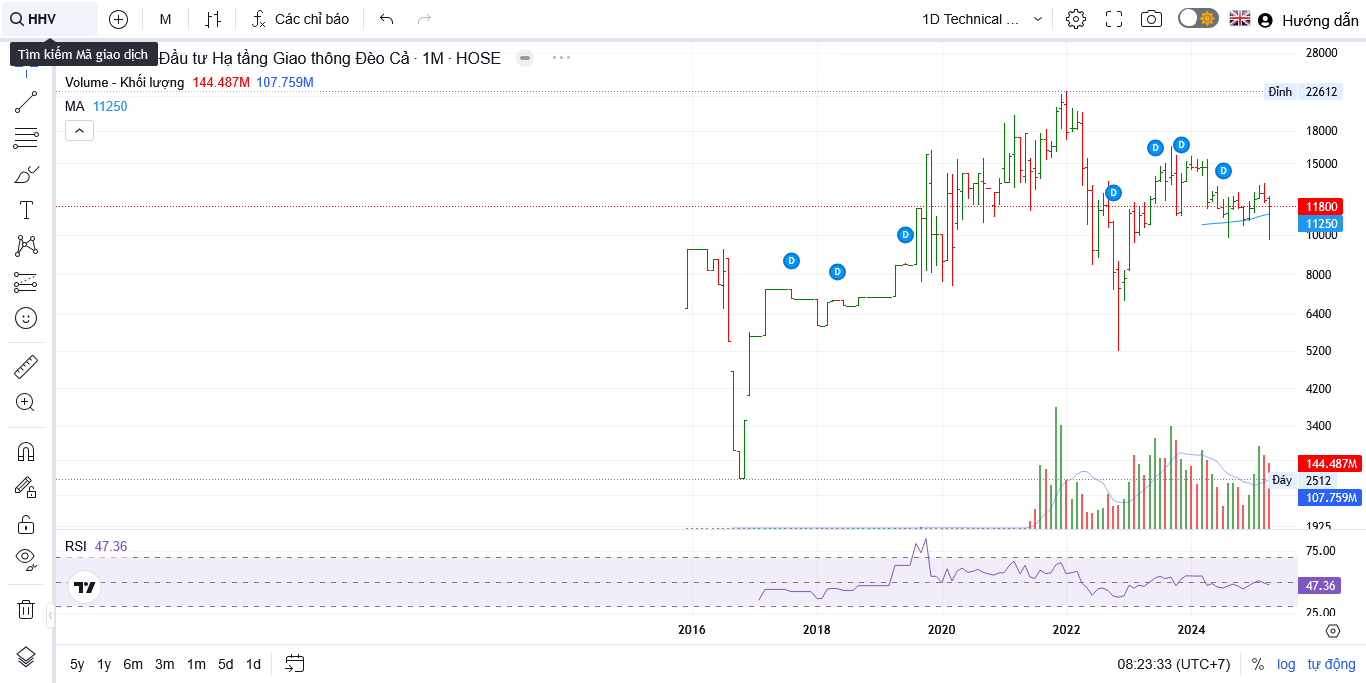 HHV M Các chỉ báo 1D Technical ... Hướng dẫn
Tìm kiếm Mã giao dịch
Đầu tư Hạ tầng Giao thông Đèo Cả · 1M · HOSE
Volume - Khối lượng 144.487M 107.759M
MA 11250
28000
Đỉnh 22612
18000
15000
11800
11250
10000
8000
6400
5200
4200
3400
144.487M
Đáy 2512
107.759M
1925
D
D
D
D
D
D
D
RSI 47.36
75.00
47.36
25.00
2016 2018 2020 2022 2024
5y 1y 6m 3m 1m 5d 1d 08:23:33 (UTC+7) % log tự động